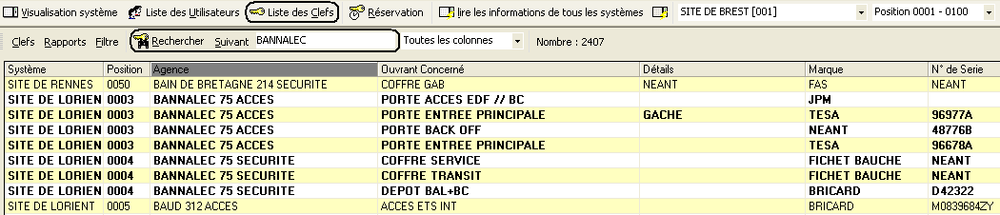 Visualisation système Liste des Utilisateurs Liste des Clefs Réservation lire les informations de tous les systèmes SITE DE BREST [001] Position 0001 - 0100
Clefs Rapports Filtre Rechercher Suivant BANNALEC Toutes les colonnes Nombre : 2407
Système Position Agence Ouvrant Concerné Détails Marque N° de Serie
SITE DE RENNES 0050 BAIN DE BRETAGNE 214 SECURITE COFFRE GAB NEANT FAS NEANT
SITE DE LORIEN 0003 BANNALEC 75 ACCES PORTE ACCES EDF // BC JPM
SITE DE LORIEN 0003 BANNALEC 75 ACCES PORTE ENTREE PRINCIPALE GACHE TESA 96977A
SITE DE LORIEN 0003 BANNALEC 75 ACCES PORTE BACK OFF NEANT 48776B
SITE DE LORIEN 0003 BANNALEC 75 ACCES PORTE ENTREE PRINCIPALE TESA 96678A
SITE DE LORIEN 0004 BANNALEC 75 SECURITE COFFRE SERVICE FICHET BAUCHE NEANT
SITE DE LORIEN 0004 BANNALEC 75 SECURITE COFFRE TRANSIT FICHET BAUCHE NEANT
SITE DE LORIEN 0004 BANNALEC 75 SECURITE DEPOT BAL+BC BRICARD D42322
SITE DE LORIENT 0005 BAUD 312 ACCES ACCES ETS INT BRICARD M0839684ZY